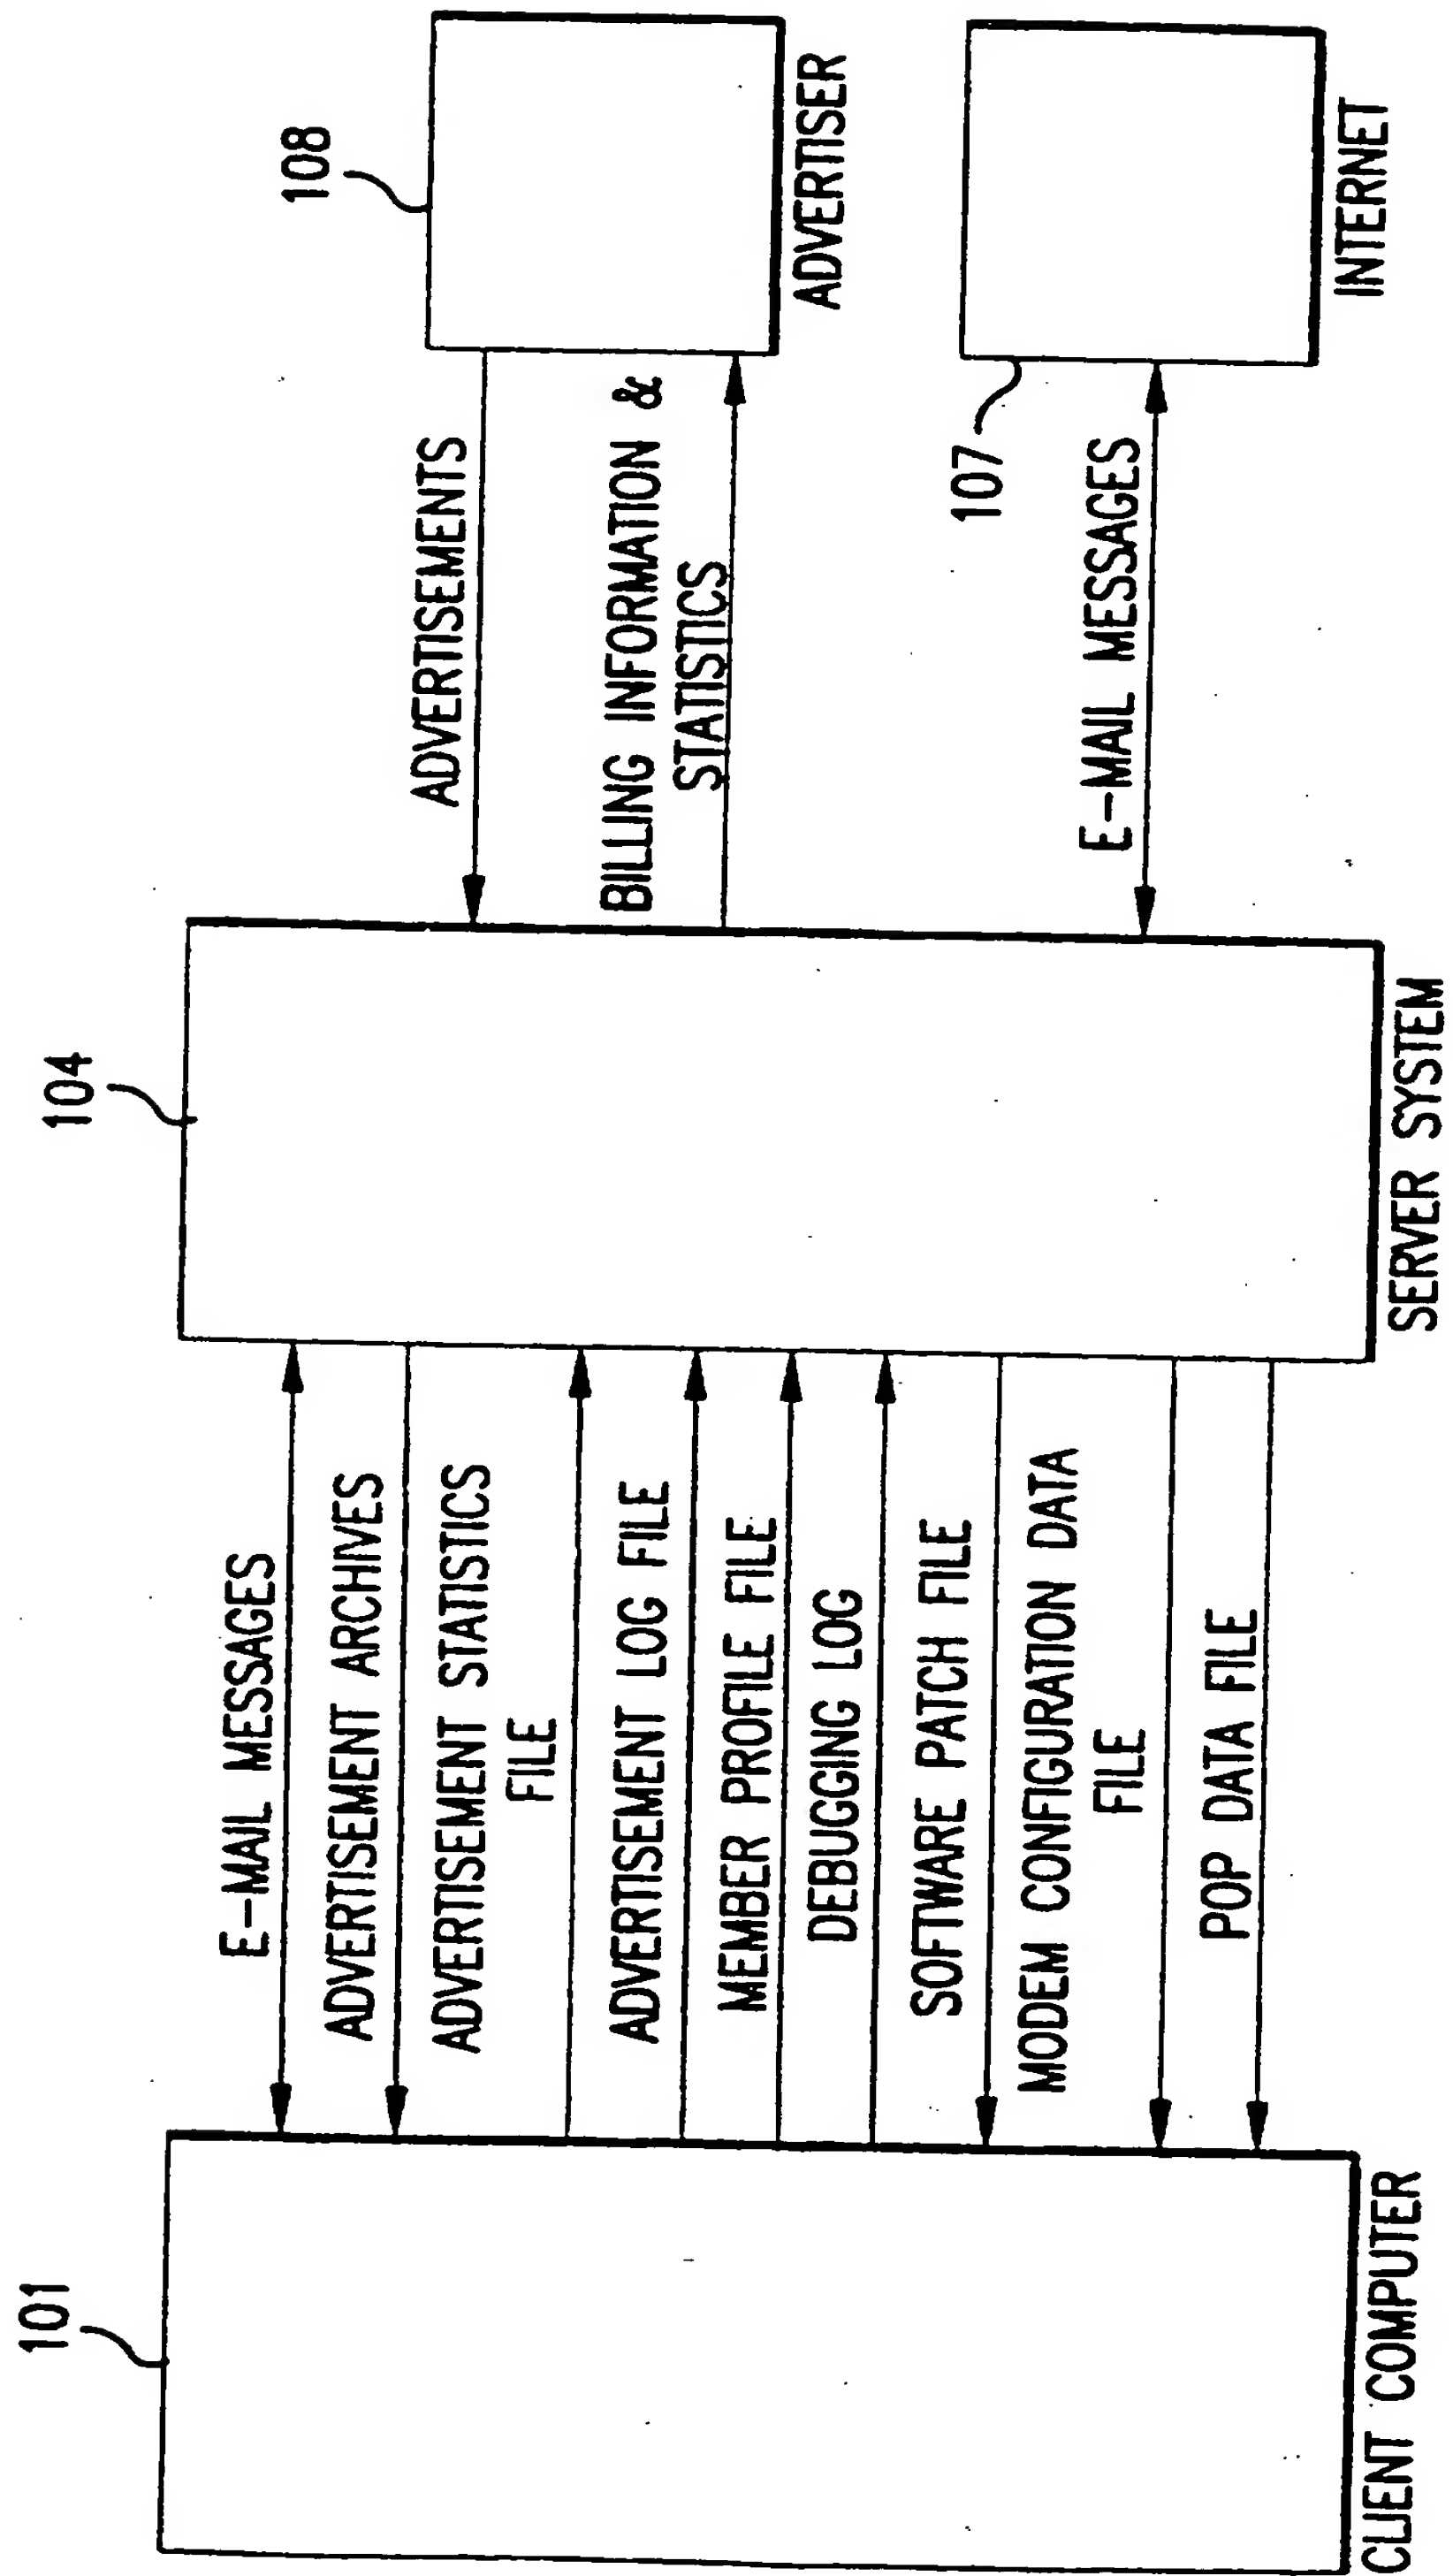 101
CLIENT COMPUTER
E-MAIL MESSAGES
ADVERTISEMENT ARCHIVES
ADVERTISEMENT STATISTICS
FILE
ADVERTISEMENT LOG FILE
MEMBER PROFILE FILE
DEBUGGING LOG
SOFTWARE PATCH FILE
MODEM CONFIGURATION DATA
FILE
POP DATA FILE
104
SERVER SYSTEM
ADVERTISEMENTS
BILLING INFORMATION &
STATISTICS
E-MAIL MESSAGES
108
ADVERTISER
107
INTERNET